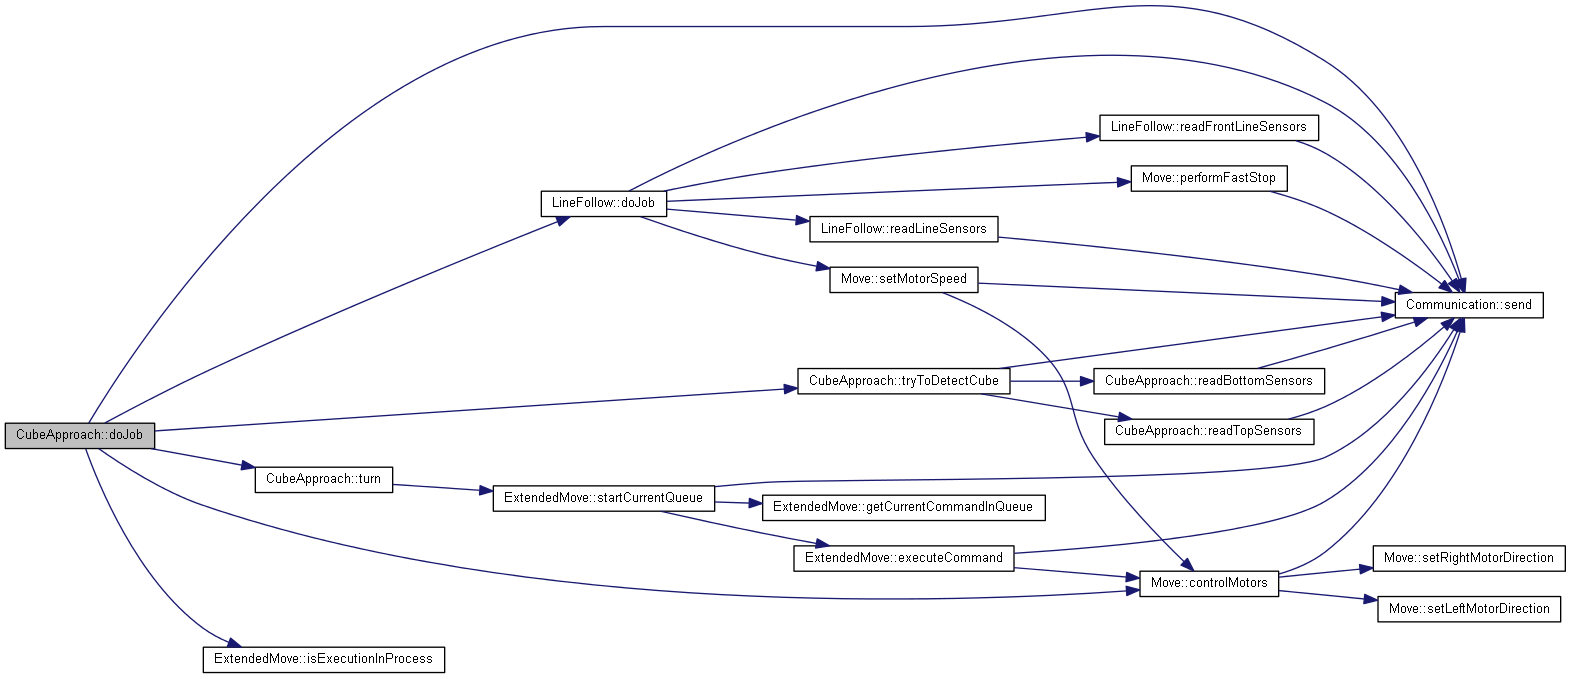 LineFollow::readFrontLineSensors
Move::performFastStop
LineFollow::doJob
LineFollow::readLineSensors
Move::setMotorSpeed
Communication::send
CubeApproach::tryToDetectCube
CubeApproach::readBottomSensors
CubeApproach::readTopSensors
CubeApproach::doJob
CubeApproach::turn
ExtendedMove::startCurrentQueue
ExtendedMove::getCurrentCommandInQueue
ExtendedMove::executeCommand
Move::setRightMotorDirection
Move::controlMotors
Move::setLeftMotorDirection
ExtendedMove::isExecutionInProcess